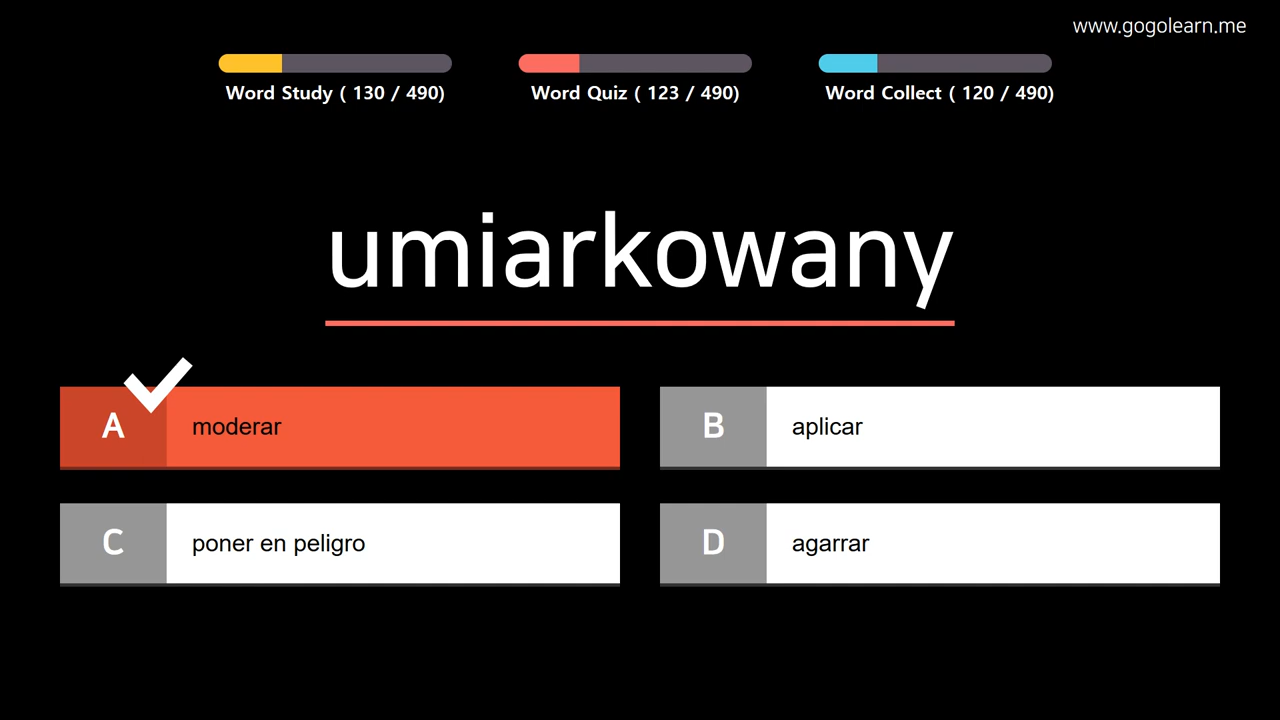 www.gogolearn.me
Word Study ( 130 / 490)
Word Quiz ( 123 / 490)
Word Collect ( 120 / 490)
umiarkowany
A moderar
B aplicar
C poner en peligro
D agarrar